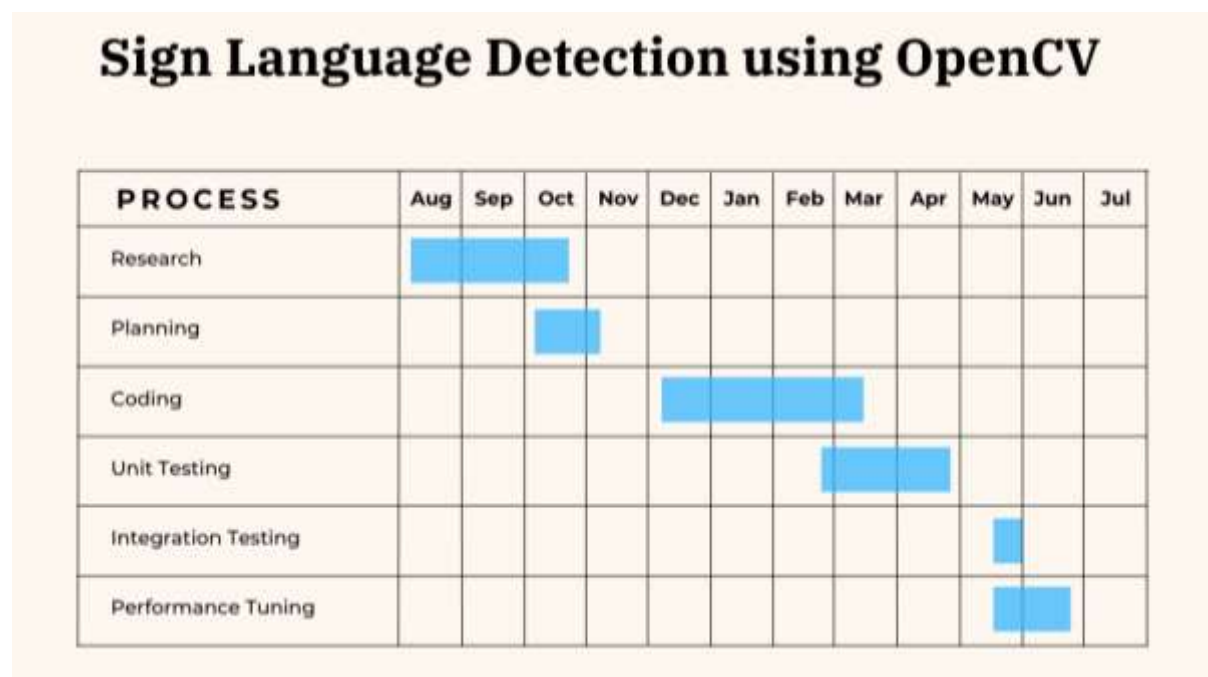 Sign Language Detection using OpenCV
PROCESS Aug Sep Oct Nov Dec Jan Feb Mar Apr May Jun Jul
Research
Planning
Coding
Unit Testing
Integration Testing
Performance Tuning